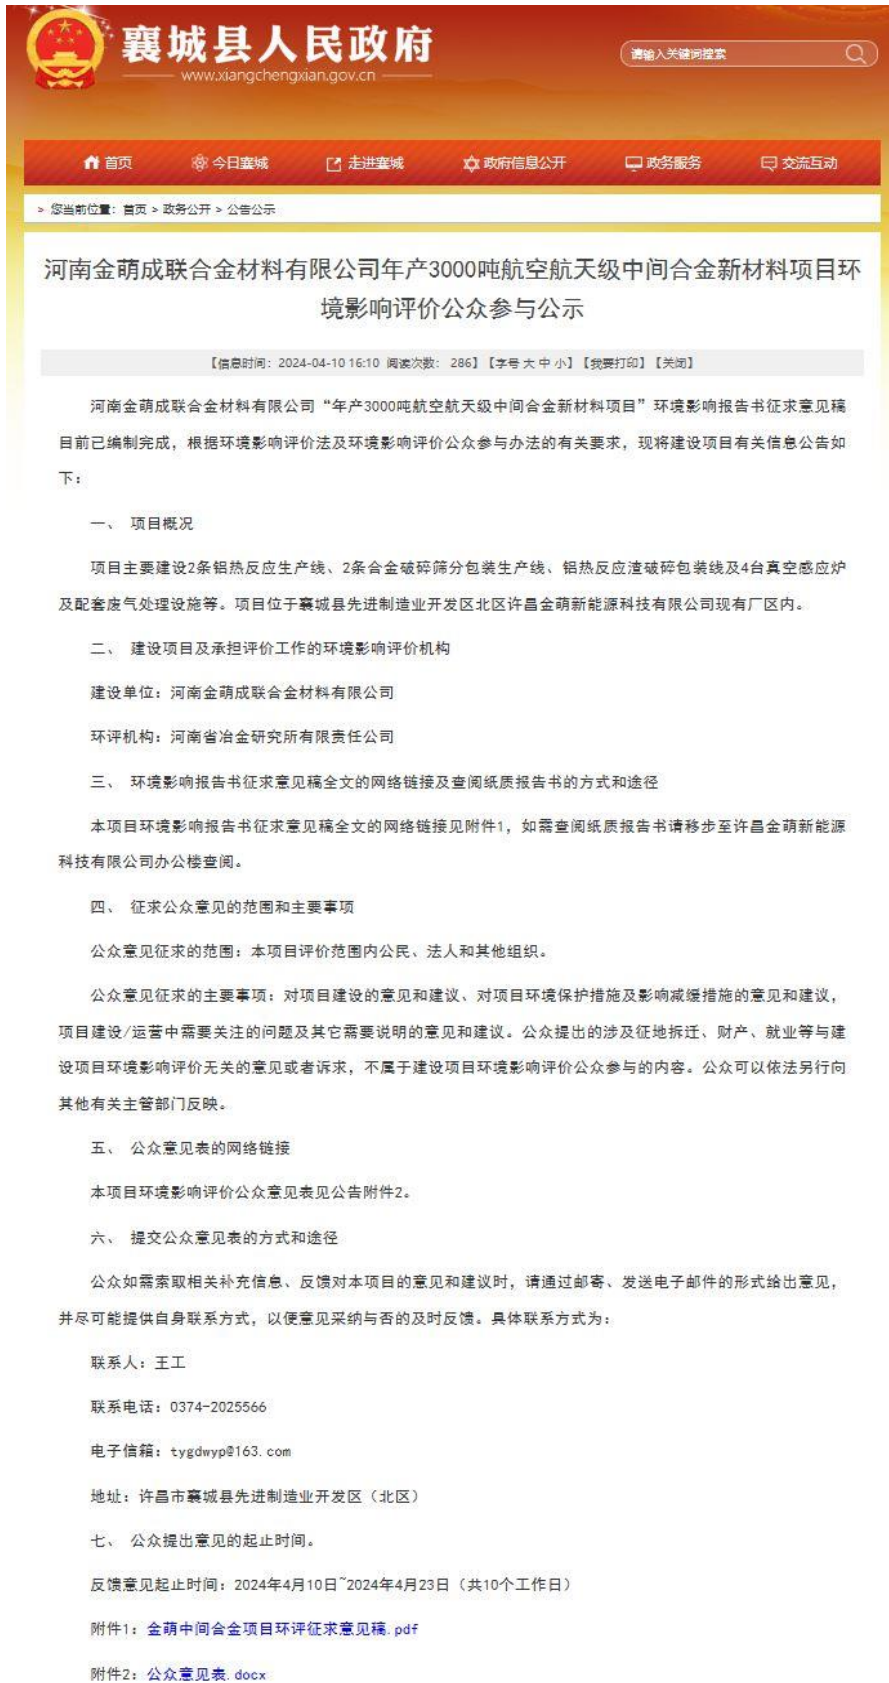 襄城县人民政府
www.xiangchengxian.gov.cn
请输入关键词搜索
首页 今日襄城 走进襄城 政府信息公开 政务服务 交流互动
> 您当前位置：首页 > 政务公开 > 公告公示
河南金萌成联合金材料有限公司年产3000吨航空航天级中间合金新材料项目环
境影响评价公众参与公示
【信息时间：2024-04-10 16:10 阅读次数： 286】【字号 大 中 小】【我要打印】【关闭】
河南金萌成联合金材料有限公司“年产3000吨航空航天级中间合金新材料项目”环境影响报告书征求意见稿
目前已编制完成，根据环境影响评价法及环境影响评价公众参与办法的有关要求，现将建设项目有关信息公告如
下：
一、 项目概况
项目主要建设2条铝热反应生产线、2条合金破碎筛分包装生产线、铝热反应渣破碎包装线及4台真空感应炉
及配套废气处理设施等。项目位于襄城县先进制造业开发区北区许昌金萌新能源科技有限公司现有厂区内。
二、 建设项目及承担评价工作的环境影响评价机构
建设单位：河南金萌成联合金材料有限公司
环评机构：河南省冶金研究所有限责任公司
三、 环境影响报告书征求意见稿全文的网络链接及查阅纸质报告书的方式和途径
本项目环境影响报告书征求意见稿全文的网络链接见附件1，如需查阅纸质报告书请移步至许昌金萌新能源
科技有限公司办公楼查阅。
四、 征求公众意见的范围和主要事项
公众意见征求的范围：本项目评价范围内公民、法人和其他组织。
公众意见征求的主要事项：对项目建设的意见和建议、对项目环境保护措施及影响减缓措施的意见和建议，
项目建设/运营中需要关注的问题及其它需要说明的意见和建议。公众提出的涉及征地拆迁、财产、就业等与建
设项目环境影响评价无关的意见或者诉求，不属于建设项目环境影响评价公众参与的内容。公众可以依法另行向
其他有关主管部门反映。
五、 公众意见表的网络链接
本项目环境影响评价公众意见表见公告附件2。
六、 提交公众意见表的方式和途径
公众如需索取相关补充信息、反馈对本项目的意见和建议时，请通过邮寄、发送电子邮件的形式给出意见，
并尽可能提供自身联系方式，以便意见采纳与否的及时反馈。具体联系方式为：
联系人：王工
联系电话：0374-2025566
电子信箱：tygdwyp@163.com
地址：许昌市襄城县先进制造业开发区（北区）
七、 公众提出意见的起止时间。
反馈意见起止时间：2024年4月10日~2024年4月23日（共10个工作日）
附件1：金萌中间合金项目环评征求意见稿.pdf
附件2：公众意见表.docx